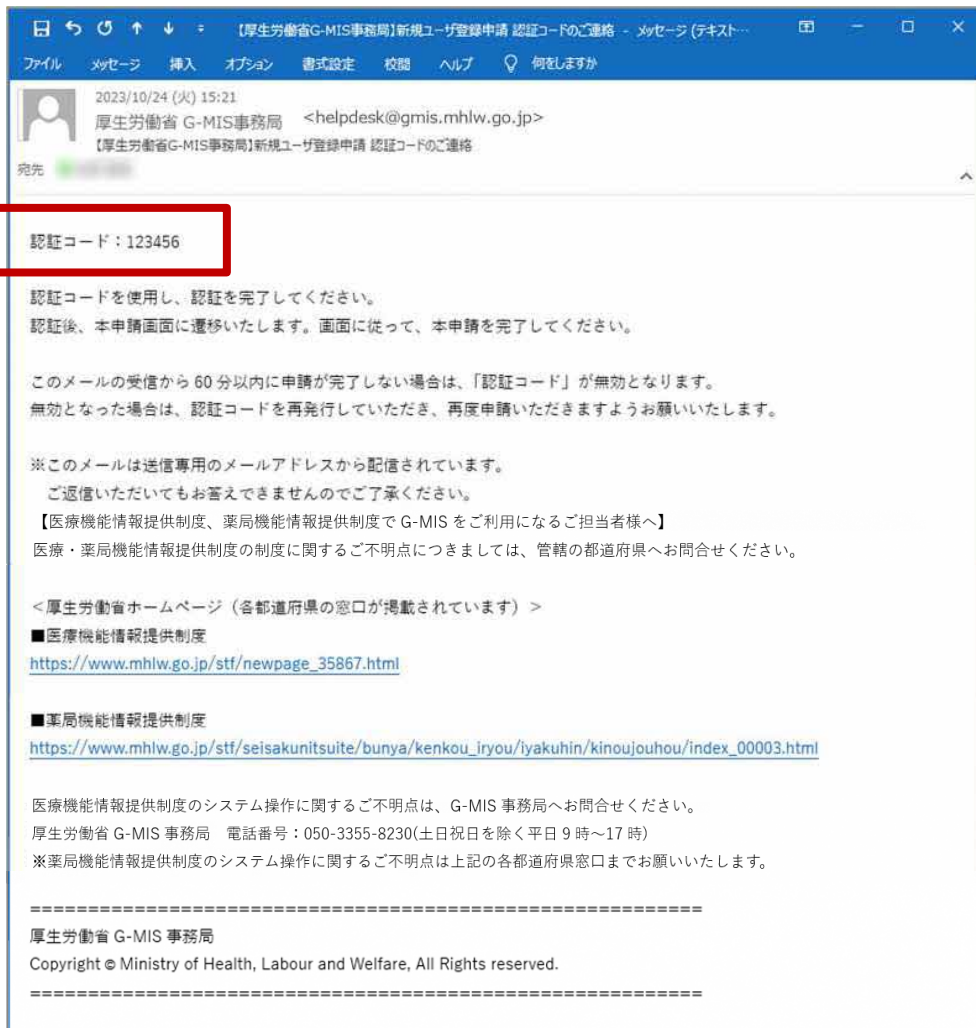 【厚生労働省G-MIS事務局】新規ユーザ登録申請 認証コードのご連絡 - メッセージ (テキスト…
ファイル メッセージ 挿入 オプション 書式設定 校閲 ヘルプ 何をしますか
2023/10/24 (火) 15:21
厚生労働省 G-MIS事務局 <helpdesk@gmis.mhlw.go.jp>
【厚生労働省G-MIS事務局】新規ユーザ登録申請 認証コードのご連絡
宛先
認証コード：123456
認証コードを使用し、認証を完了してください。
認証後、本申請画面に遷移いたします。画面に従って、本申請を完了してください。
このメールの受信から 60 分以内に申請が完了しない場合は、「認証コード」が無効となります。
無効となった場合は、認証コードを再発行していただき、再度申請いただきますようお願いいたします。
※このメールは送信専用のメールアドレスから配信されています。
ご返信いただいてもお答えできませんのでご了承ください。
【医療機能情報提供制度、薬局機能情報提供制度で G-MIS をご利用になるご担当者様へ】
医療・薬局機能情報提供制度の制度に関するご不明点につきましては、管轄の都道府県へお問合せください。
＜厚生労働省ホームページ（各都道府県の窓口が掲載されています）＞
■医療機能情報提供制度
https://www.mhlw.go.jp/stf/newpage_35867.html
■薬局機能情報提供制度
https://www.mhlw.go.jp/stf/seisakunitsuite/bunya/kenkou_iryou/iyakuhin/kinoujouhou/index_00003.html
医療機能情報提供制度のシステム操作に関するご不明点は、G-MIS 事務局へお問合せください。
厚生労働省 G-MIS 事務局 電話番号：050-3355-8230(土日祝日を除く平日 9 時～17 時)
※薬局機能情報提供制度のシステム操作に関するご不明点は上記の各都道府県窓口までお願いいたします。
==========================================================
厚生労働省 G-MIS 事務局
Copyright © Ministry of Health, Labour and Welfare, All Rights reserved.
==========================================================